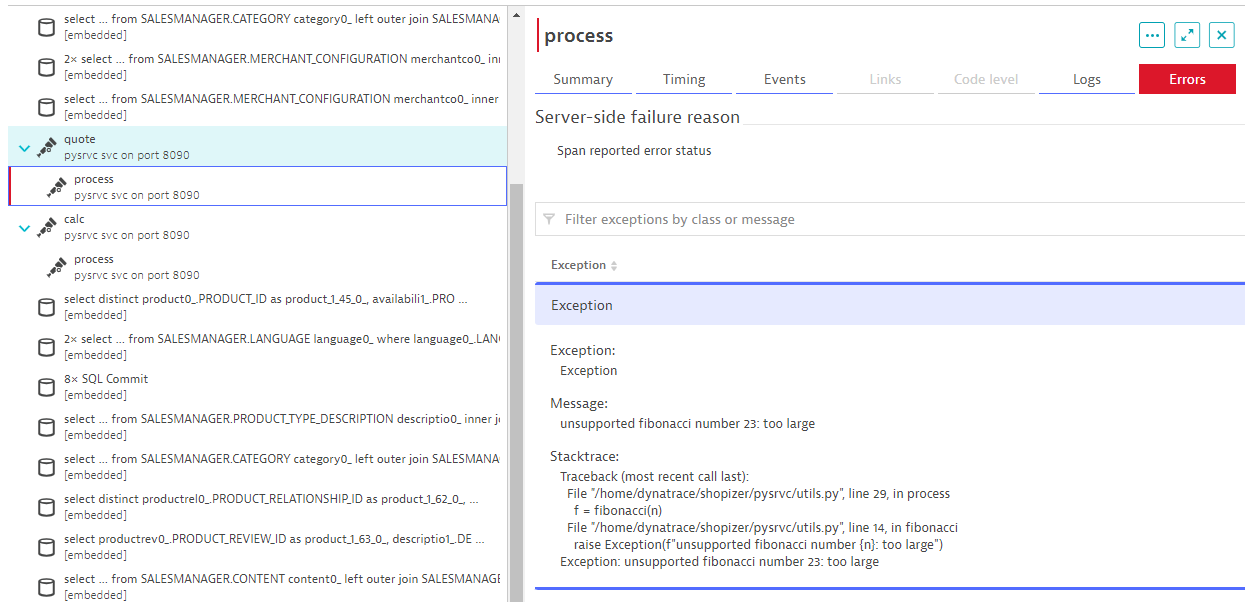 select ... from SALESMANAGER.CATEGORY category0_ left outer join SALESMANA
[embedded]
2× select ... from SALESMANAGER.MERCHANT_CONFIGURATION merchantco0_ inn
[embedded]
select ... from SALESMANAGER.MERCHANT_CONFIGURATION merchantco0_ inner
[embedded]
quote
pysrvc svc on port 8090
process
pysrvc svc on port 8090
calc
pysrvc svc on port 8090
process
pysrvc svc on port 8090
select distinct product0_.PRODUCT_ID as product_1_45_0_, availabili1_.PRO ...
[embedded]
2× select ... from SALESMANAGER.LANGUAGE language0_ where language0_.LAN
[embedded]
8× SQL Commit
[embedded]
select ... from SALESMANAGER.PRODUCT_TYPE_DESCRIPTION descriptio0_ inner jo
[embedded]
select ... from SALESMANAGER.CATEGORY category0_ left outer join SALESMANA
[embedded]
select distinct productrel0_.PRODUCT_RELATIONSHIP_ID as product_1_62_0_, ...
[embedded]
select productrev0_.PRODUCT_REVIEW_ID as product_1_63_0_, descriptio1_.DE ...
[embedded]
select ... from SALESMANAGER.CONTENT content0_ left outer join SALESMANAGE
[embedded]
process
Summary
Timing
Events
Links
Code level
Logs
Errors
Server-side failure reason
Span reported error status
Filter exceptions by class or message
Exception
Exception
Exception:
Exception
Message:
unsupported fibonacci number 23: too large
Stacktrace:
Traceback (most recent call last):
File "/home/dynatrace/shopizer/pysrvc/utils.py", line 29, in process
f = fibonacci(n)
File "/home/dynatrace/shopizer/pysrvc/utils.py", line 14, in fibonacci
raise Exception(f"unsupported fibonacci number {n}: too large")
Exception: unsupported fibonacci number 23: too large